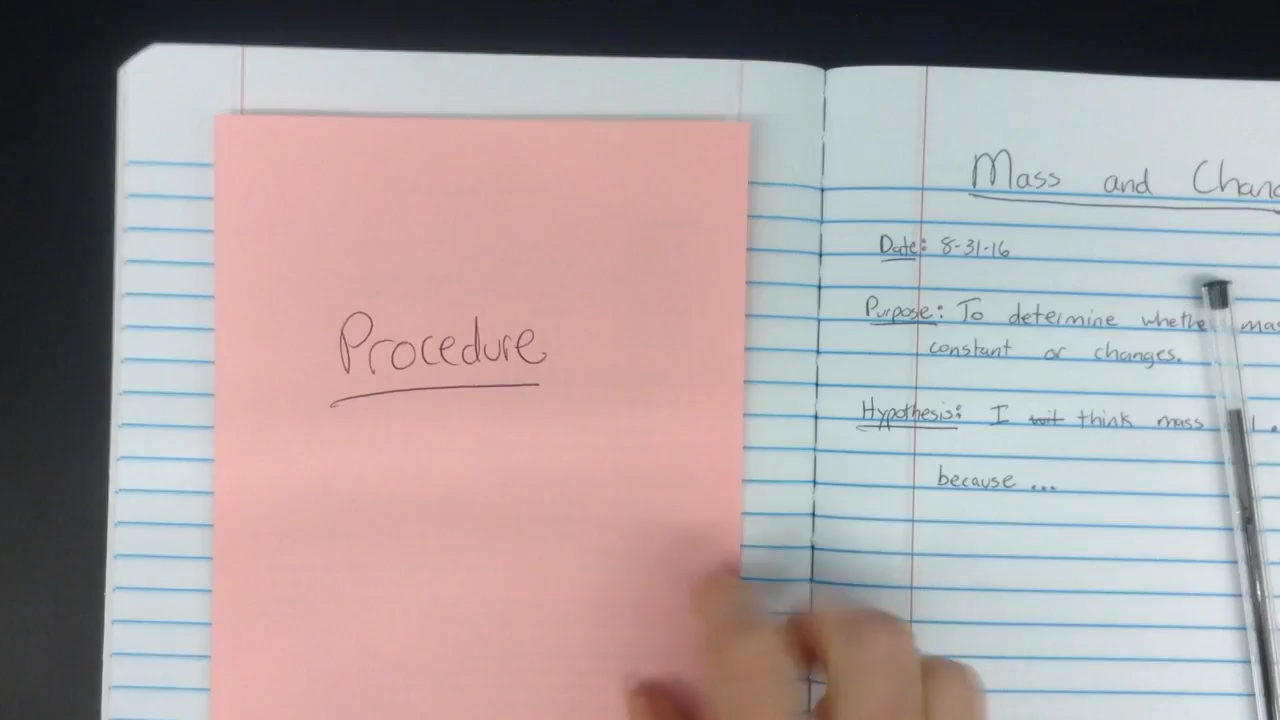 Procedure
Mass and Chan
Date: 8-31-16
Purpose: To determine whethe ma
constant or changes.
Hypothesis: I think mass
because ...